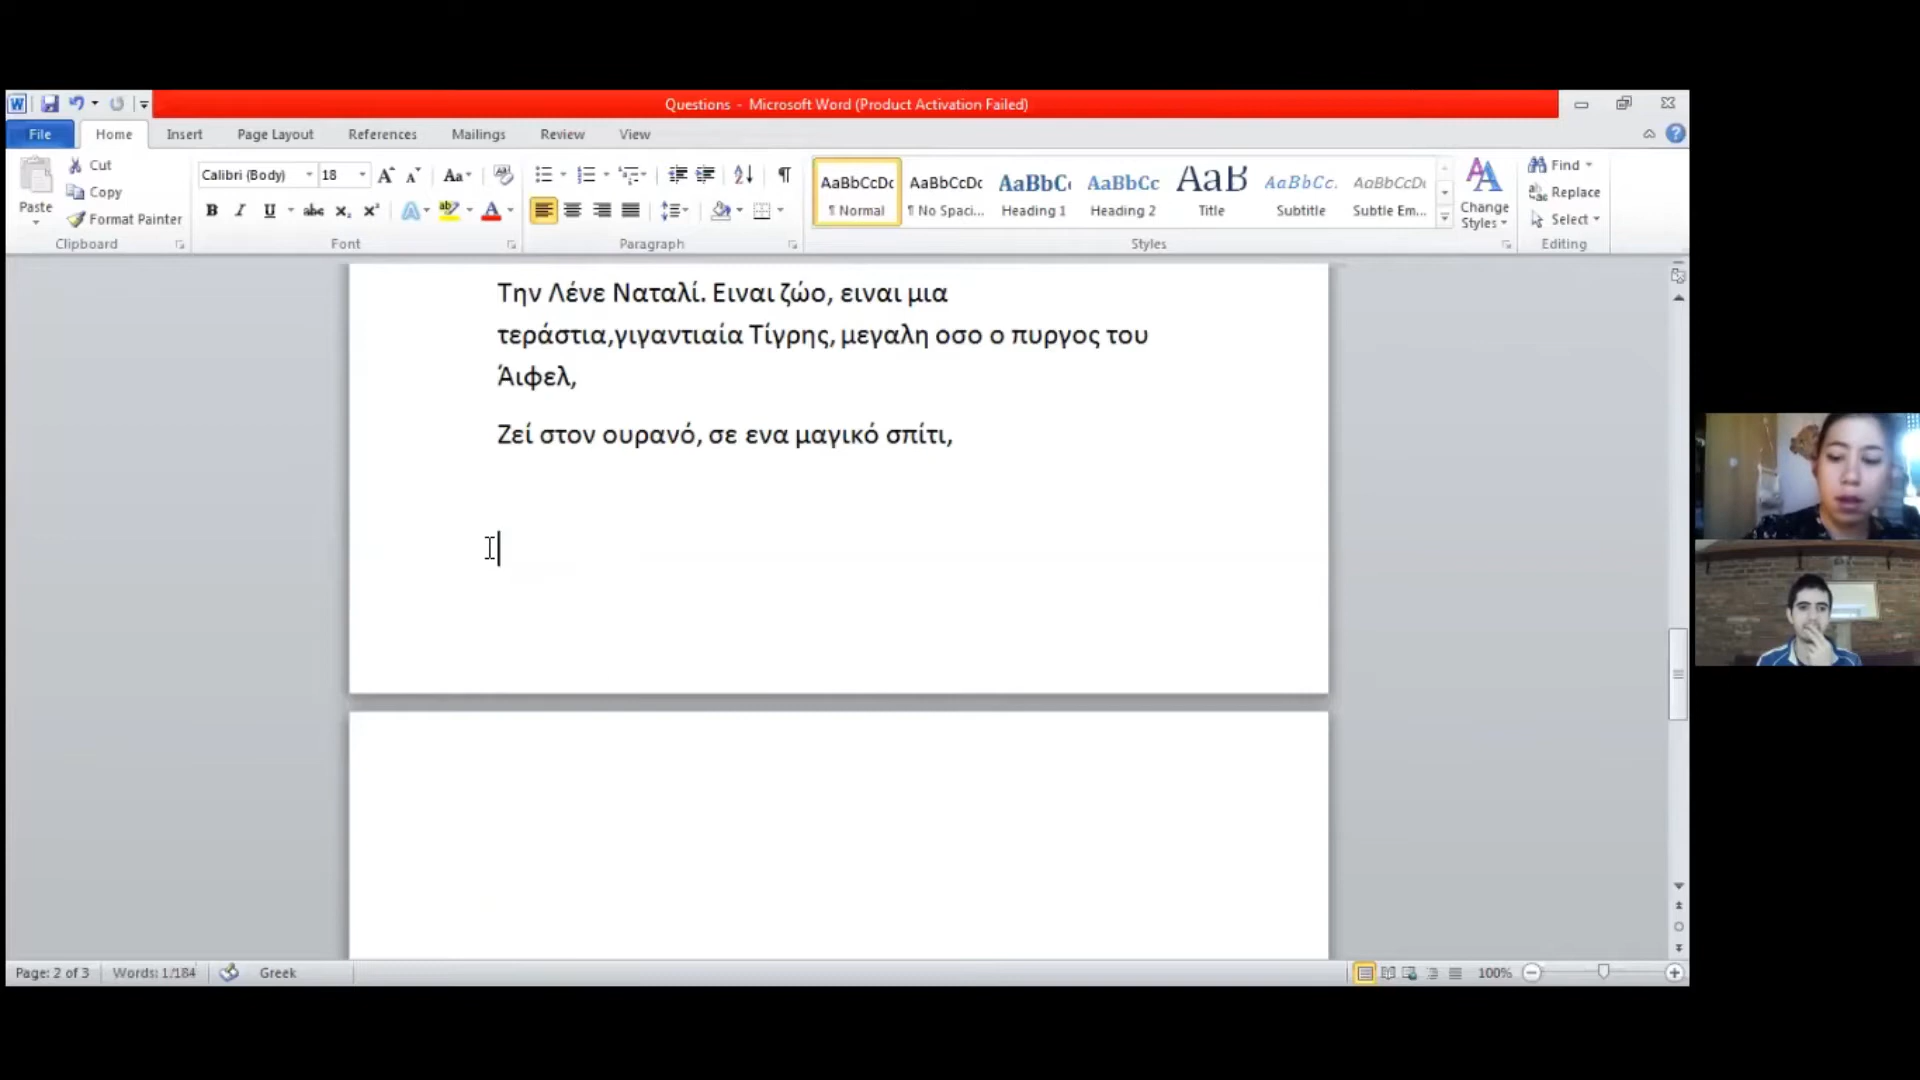 Questions - Microsoft Word (Product Activation Failed)
File Home Insert Page Layout References Mailings Review View
Paste
Cut
Copy
Format Painter
Clipboard
Calibri (Body) 18
Font
Paragraph
AaBbCcDc AaBbCcDc AaBbC AaBbCc AaB AaBbCc. AaBbCcDc
¶ Normal ¶ No Spaci... Heading 1 Heading 2 Title Subtitle Subtle Em...
Styles
Change Styles
Find
Replace
Select
Editing
Την Λένε Ναταλί. Ειναι ζώο, ειναι μια
τεράστια,γιγαντιαία Τίγρης, μεγαλη οσο ο πυργος του
Άιφελ,
Ζεί στον ουρανό, σε ενα μαγικό σπίτι,
Page: 2 of 3 Words: 1/184 Greek 100%